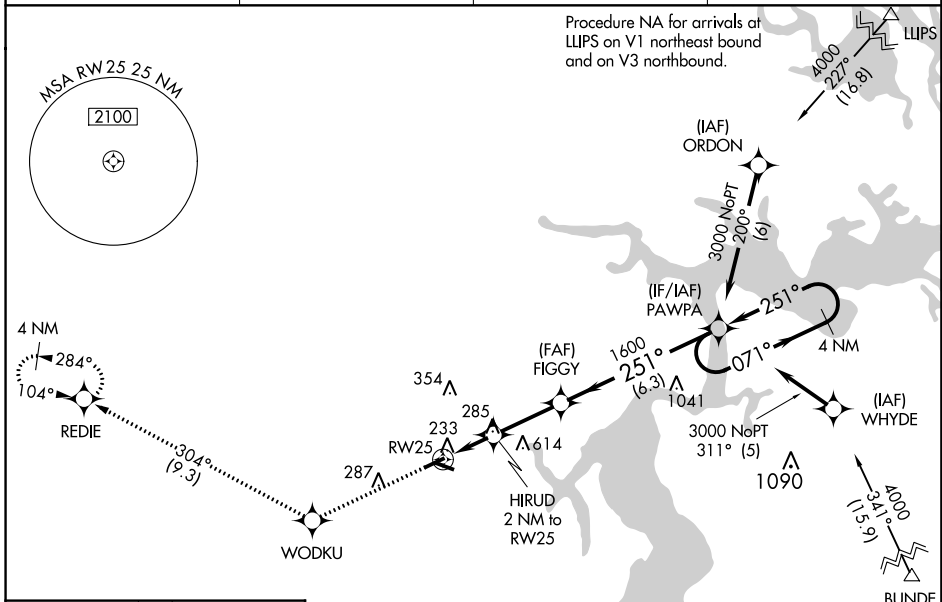 Procedure NA for arrivals at
LLIPS on V1 northeast bound
and on V3 northbound.
LLIPS
4000
227°
(16.8)
MSA RW25 25 NM
2100
(IAF)
ORDON
3000 NoPT
200°
(6)
(IF/IAF)
PAWPA
251°
071°
4 NM
1600
251°
(6.3)
(FAF)
FIGGY
4 NM
284°
104°
REDIE
354
285
233
RW25
614
1041
(IAF)
WHYDE
3000 NoPT
311° (5)
1090
287
304°
(9.3)
HIRUD
2 NM to
RW25
WODKU
4000
341°
(15.9)
BUNDE